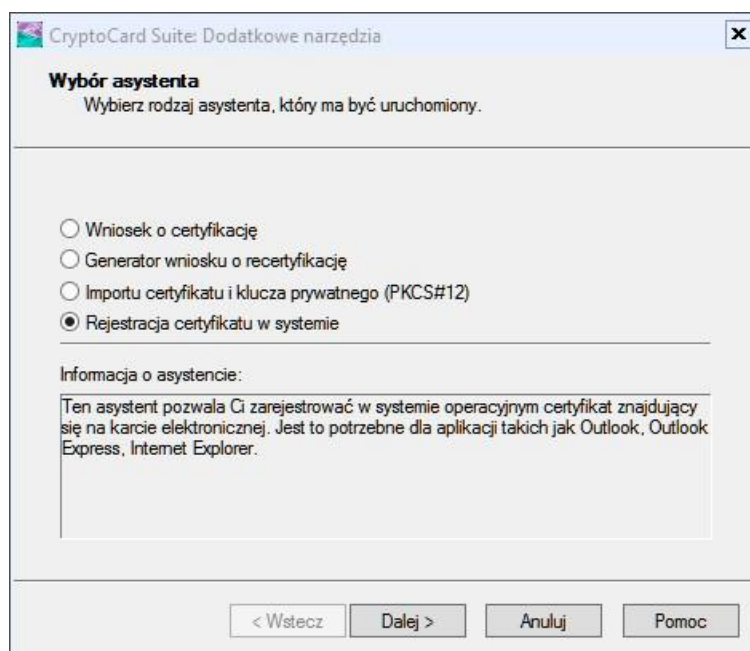 CryptoCard Suite: Dodatkowe narzędzia
Wybór asystenta
Wybierz rodzaj asystenta, który ma być uruchomiony.
Wniosek o certyfikację
Generator wniosku o recertyfikację
Importu certyfikatu i klucza prywatnego (PKCS#12)
Rejestracja certyfikatu w systemie
Informacja o asystencie:
Ten asystent pozwala Ci zarejestrować w systemie operacyjnym certyfikat znajdujący
się na karcie elektronicznej. Jest to potrzebne dla aplikacji takich jak Outlook, Outlook
Express, Internet Explorer.
< Wstecz Dalej > Anuluj Pomoc